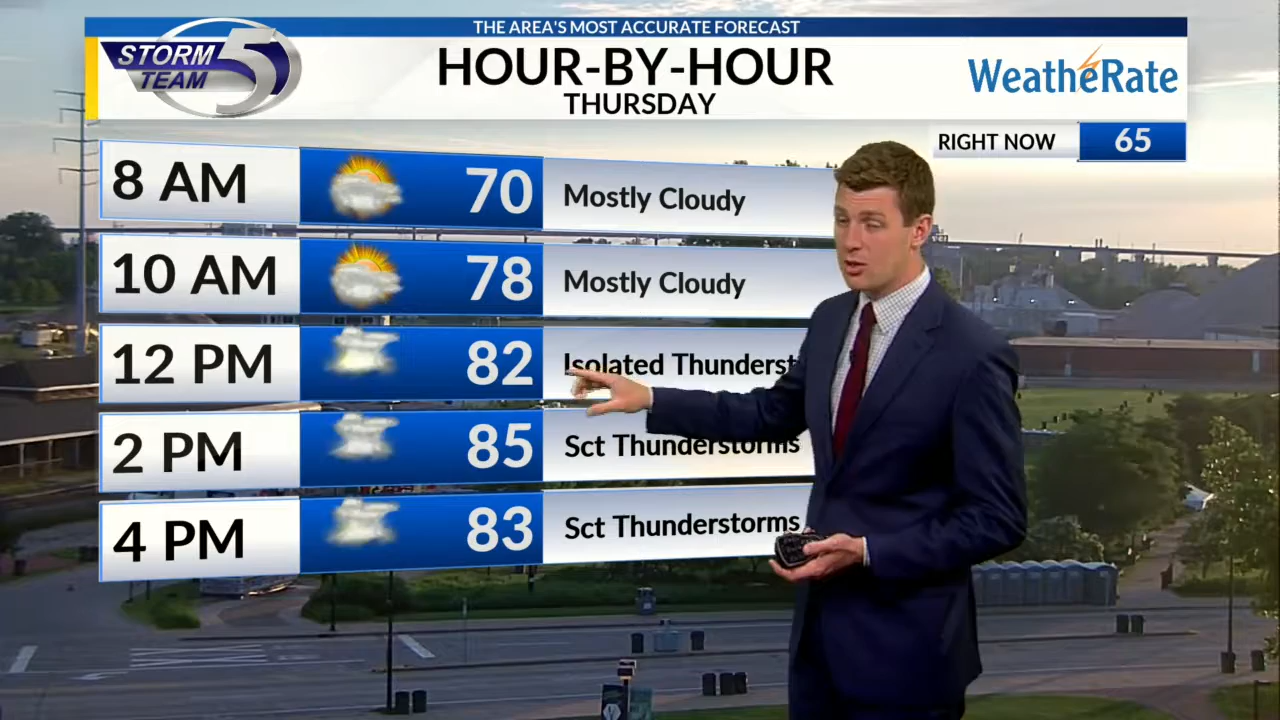 THE AREA'S MOST ACCURATE FORECAST
STORM TEAM 5
HOUR-BY-HOUR
THURSDAY
WeatheRate
RIGHT NOW 65
8 AM 70 Mostly Cloudy
10 AM 78 Mostly Cloudy
12 PM 82 Isolated Thunderst
2 PM 85 Sct Thunderstorms
4 PM 83 Sct Thunderstorms